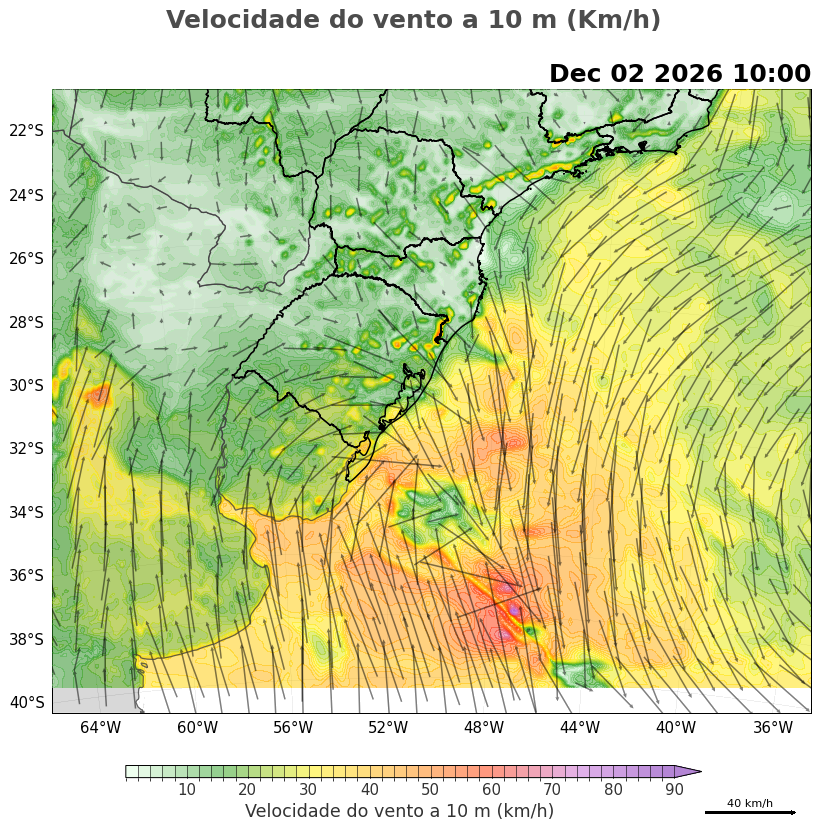 Velocidade do vento a 10 m (Km/h)
Dec 02 2026 10:00
22°S
24°S
26°S
28°S
30°S
32°S
34°S
36°S
38°S
40°S
64°W 60°W 56°W 52°W 48°W 44°W 40°W 36°W
10 20 30 40 50 60 70 80 90
Velocidade do vento a 10 m (km/h)
40 km/h